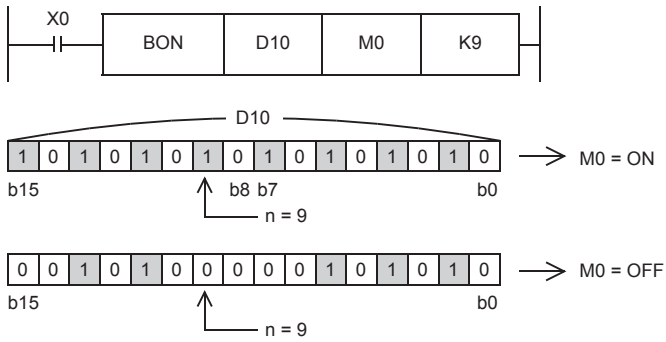 X0
BON D10 M0 K9
D10
1 0 1 0 1 0 1 0 1 0 1 0 1 0 1 0 M0 = ON
b15 b8 b7 b0
n = 9
0 0 1 0 1 0 0 0 0 0 1 0 1 0 1 0 M0 = OFF
b15 b0
n = 9